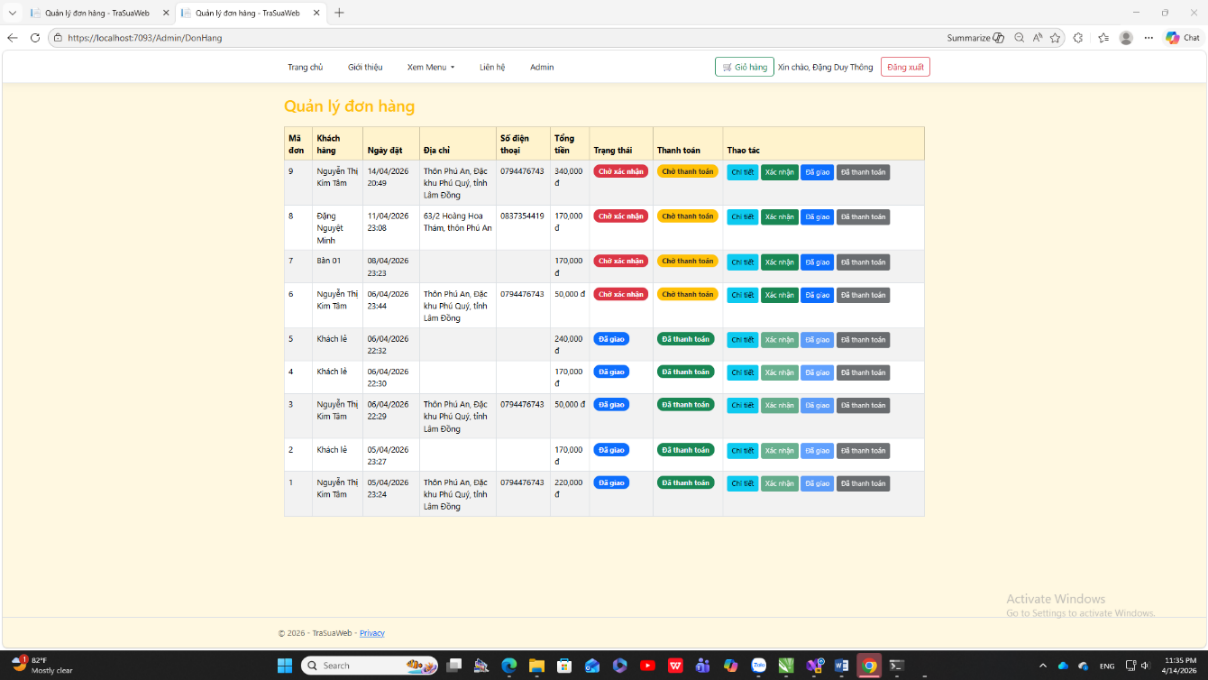 Quản lý đơn hàng - TraSuaWeb
Quản lý đơn hàng - TraSuaWeb
https://localhost:7093/Admin/DonHang
Summarize
Chat
Trang chủ Giới thiệu Xem Menu Liên hệ Admin
Giỏ hàng Xin chào, Đặng Duy Thông Đăng xuất
Quản lý đơn hàng
Mã đơn Khách hàng Ngày đặt Địa chỉ Số điện thoại Tổng tiền Trạng thái Thanh toán Thao tác
9 Nguyễn Thị Kim Tâm 14/04/2026 20:49 Thôn Phú An, Đặc khu Phú Quý, tỉnh Lâm Đồng 0794476743 340,000 đ Chờ xác nhận Chờ thanh toán Chi tiết Xác nhận Đã giao Đã thanh toán
8 Đặng Nguyệt Minh 11/04/2026 23:08 63/2 Hoàng Hoa Thám, thôn Phú An 0837354419 170,000 đ Chờ xác nhận Chờ thanh toán Chi tiết Xác nhận Đã giao Đã thanh toán
7 Bàn 01 08/04/2026 23:23 170,000 đ Chờ xác nhận Chờ thanh toán Chi tiết Xác nhận Đã giao Đã thanh toán
6 Nguyễn Thị Kim Tâm 06/04/2026 23:44 Thôn Phú An, Đặc khu Phú Quý, tỉnh Lâm Đồng 0794476743 50,000 đ Chờ xác nhận Chờ thanh toán Chi tiết Xác nhận Đã giao Đã thanh toán
5 Khách lẻ 06/04/2026 22:32 240,000 đ Đã giao Đã thanh toán Chi tiết Xác nhận Đã giao Đã thanh toán
4 Khách lẻ 06/04/2026 22:30 170,000 đ Đã giao Đã thanh toán Chi tiết Xác nhận Đã giao Đã thanh toán
3 Nguyễn Thị Kim Tâm 06/04/2026 22:29 Thôn Phú An, Đặc khu Phú Quý, tỉnh Lâm Đồng 0794476743 50,000 đ Đã giao Đã thanh toán Chi tiết Xác nhận Đã giao Đã thanh toán
2 Khách lẻ 05/04/2026 23:27 170,000 đ Đã giao Đã thanh toán Chi tiết Xác nhận Đã giao Đã thanh toán
1 Nguyễn Thị Kim Tâm 05/04/2026 23:24 Thôn Phú An, Đặc khu Phú Quý, tỉnh Lâm Đồng 0794476743 220,000 đ Đã giao Đã thanh toán Chi tiết Xác nhận Đã giao Đã thanh toán
Activate Windows
Go to Settings to activate Windows.
© 2026 - TraSuaWeb - Privacy
1
82°F
Mostly clear
Search
Zalo
ENG
11:35 PM
4/14/2026